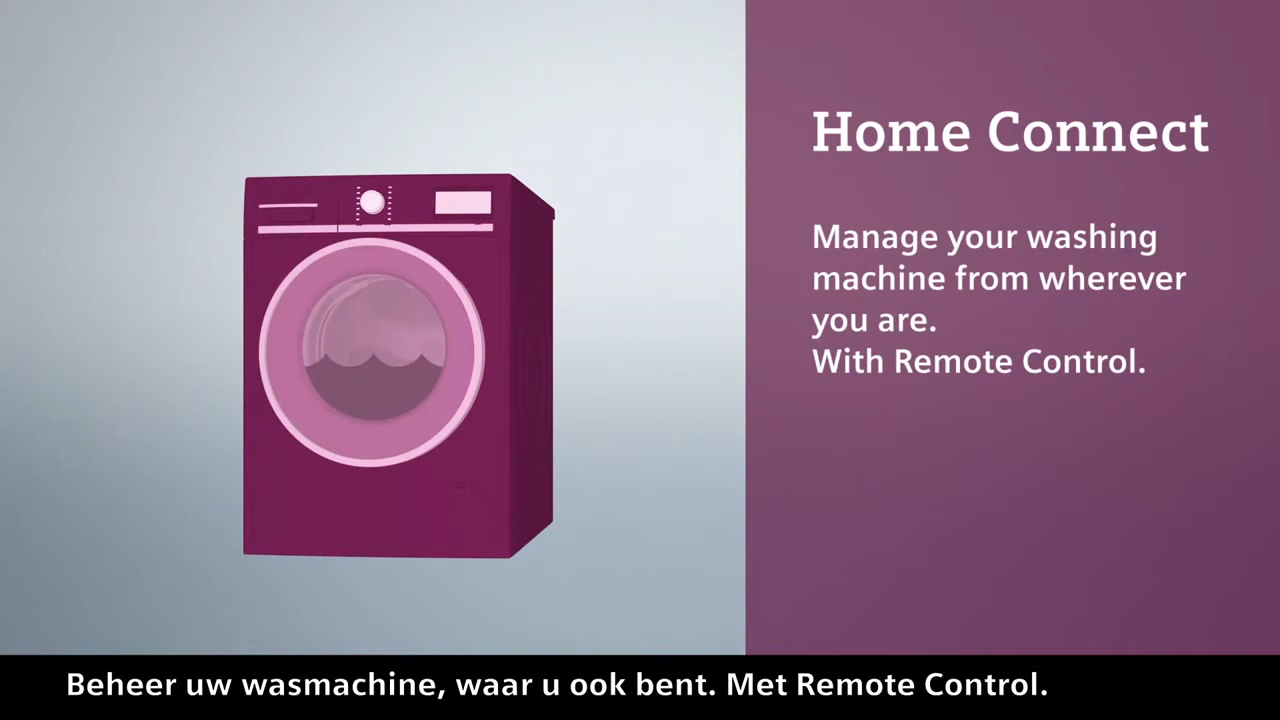 Home Connect
Manage your washing
machine from wherever
you are.
With Remote Control.
Beheer uw wasmachine, waar u ook bent. Met Remote Control.